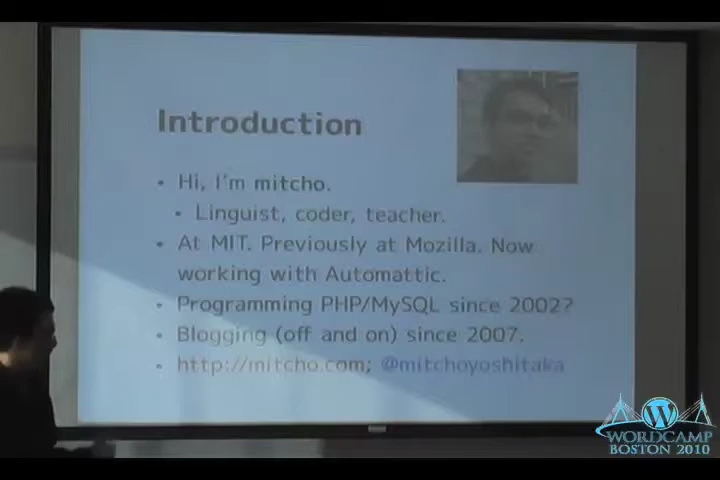 Introduction
Hi, I'm mitcho.
Linguist, coder, teacher.
At MIT. Previously at Mozilla. Now
working with Automattic.
Programming PHP/MySQL since 2002?
Blogging (off and on) since 2007.
http://mitcho.com; @mitchoyoshitaka
WORDCAMP
BOSTON 2010